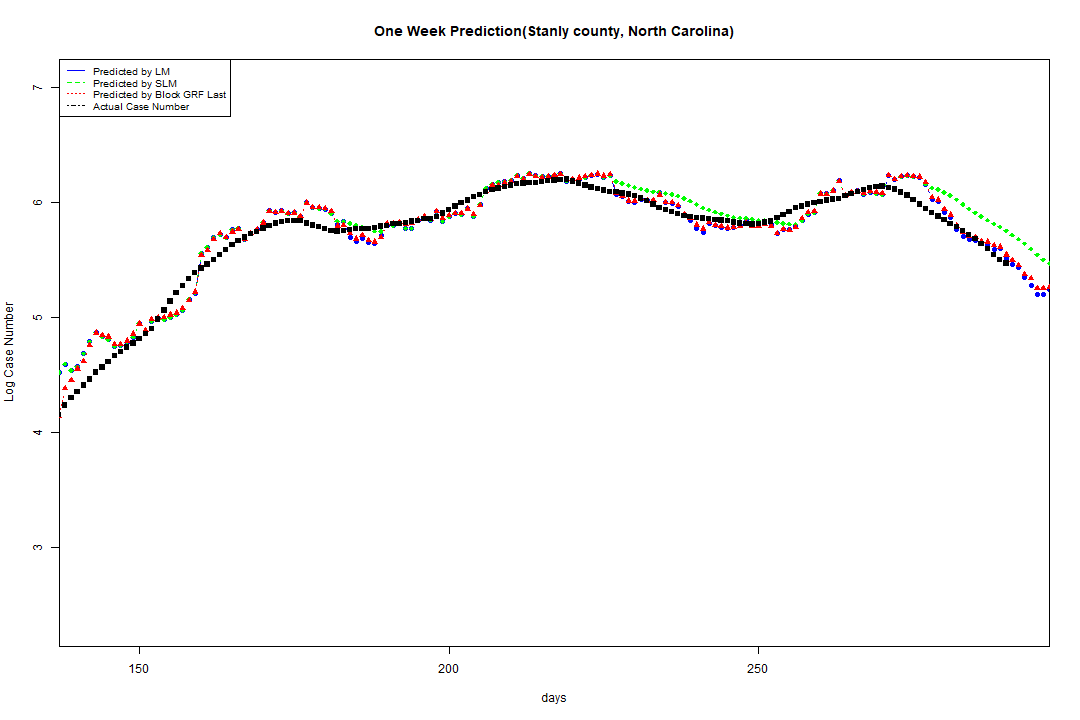 One Week Prediction(Stanly county, North Carolina)
Predicted by LM
Predicted by SLM
Predicted by Block GRF Last
Actual Case Number
7
6
5
4
3
Log Case Number
150
200
250
days